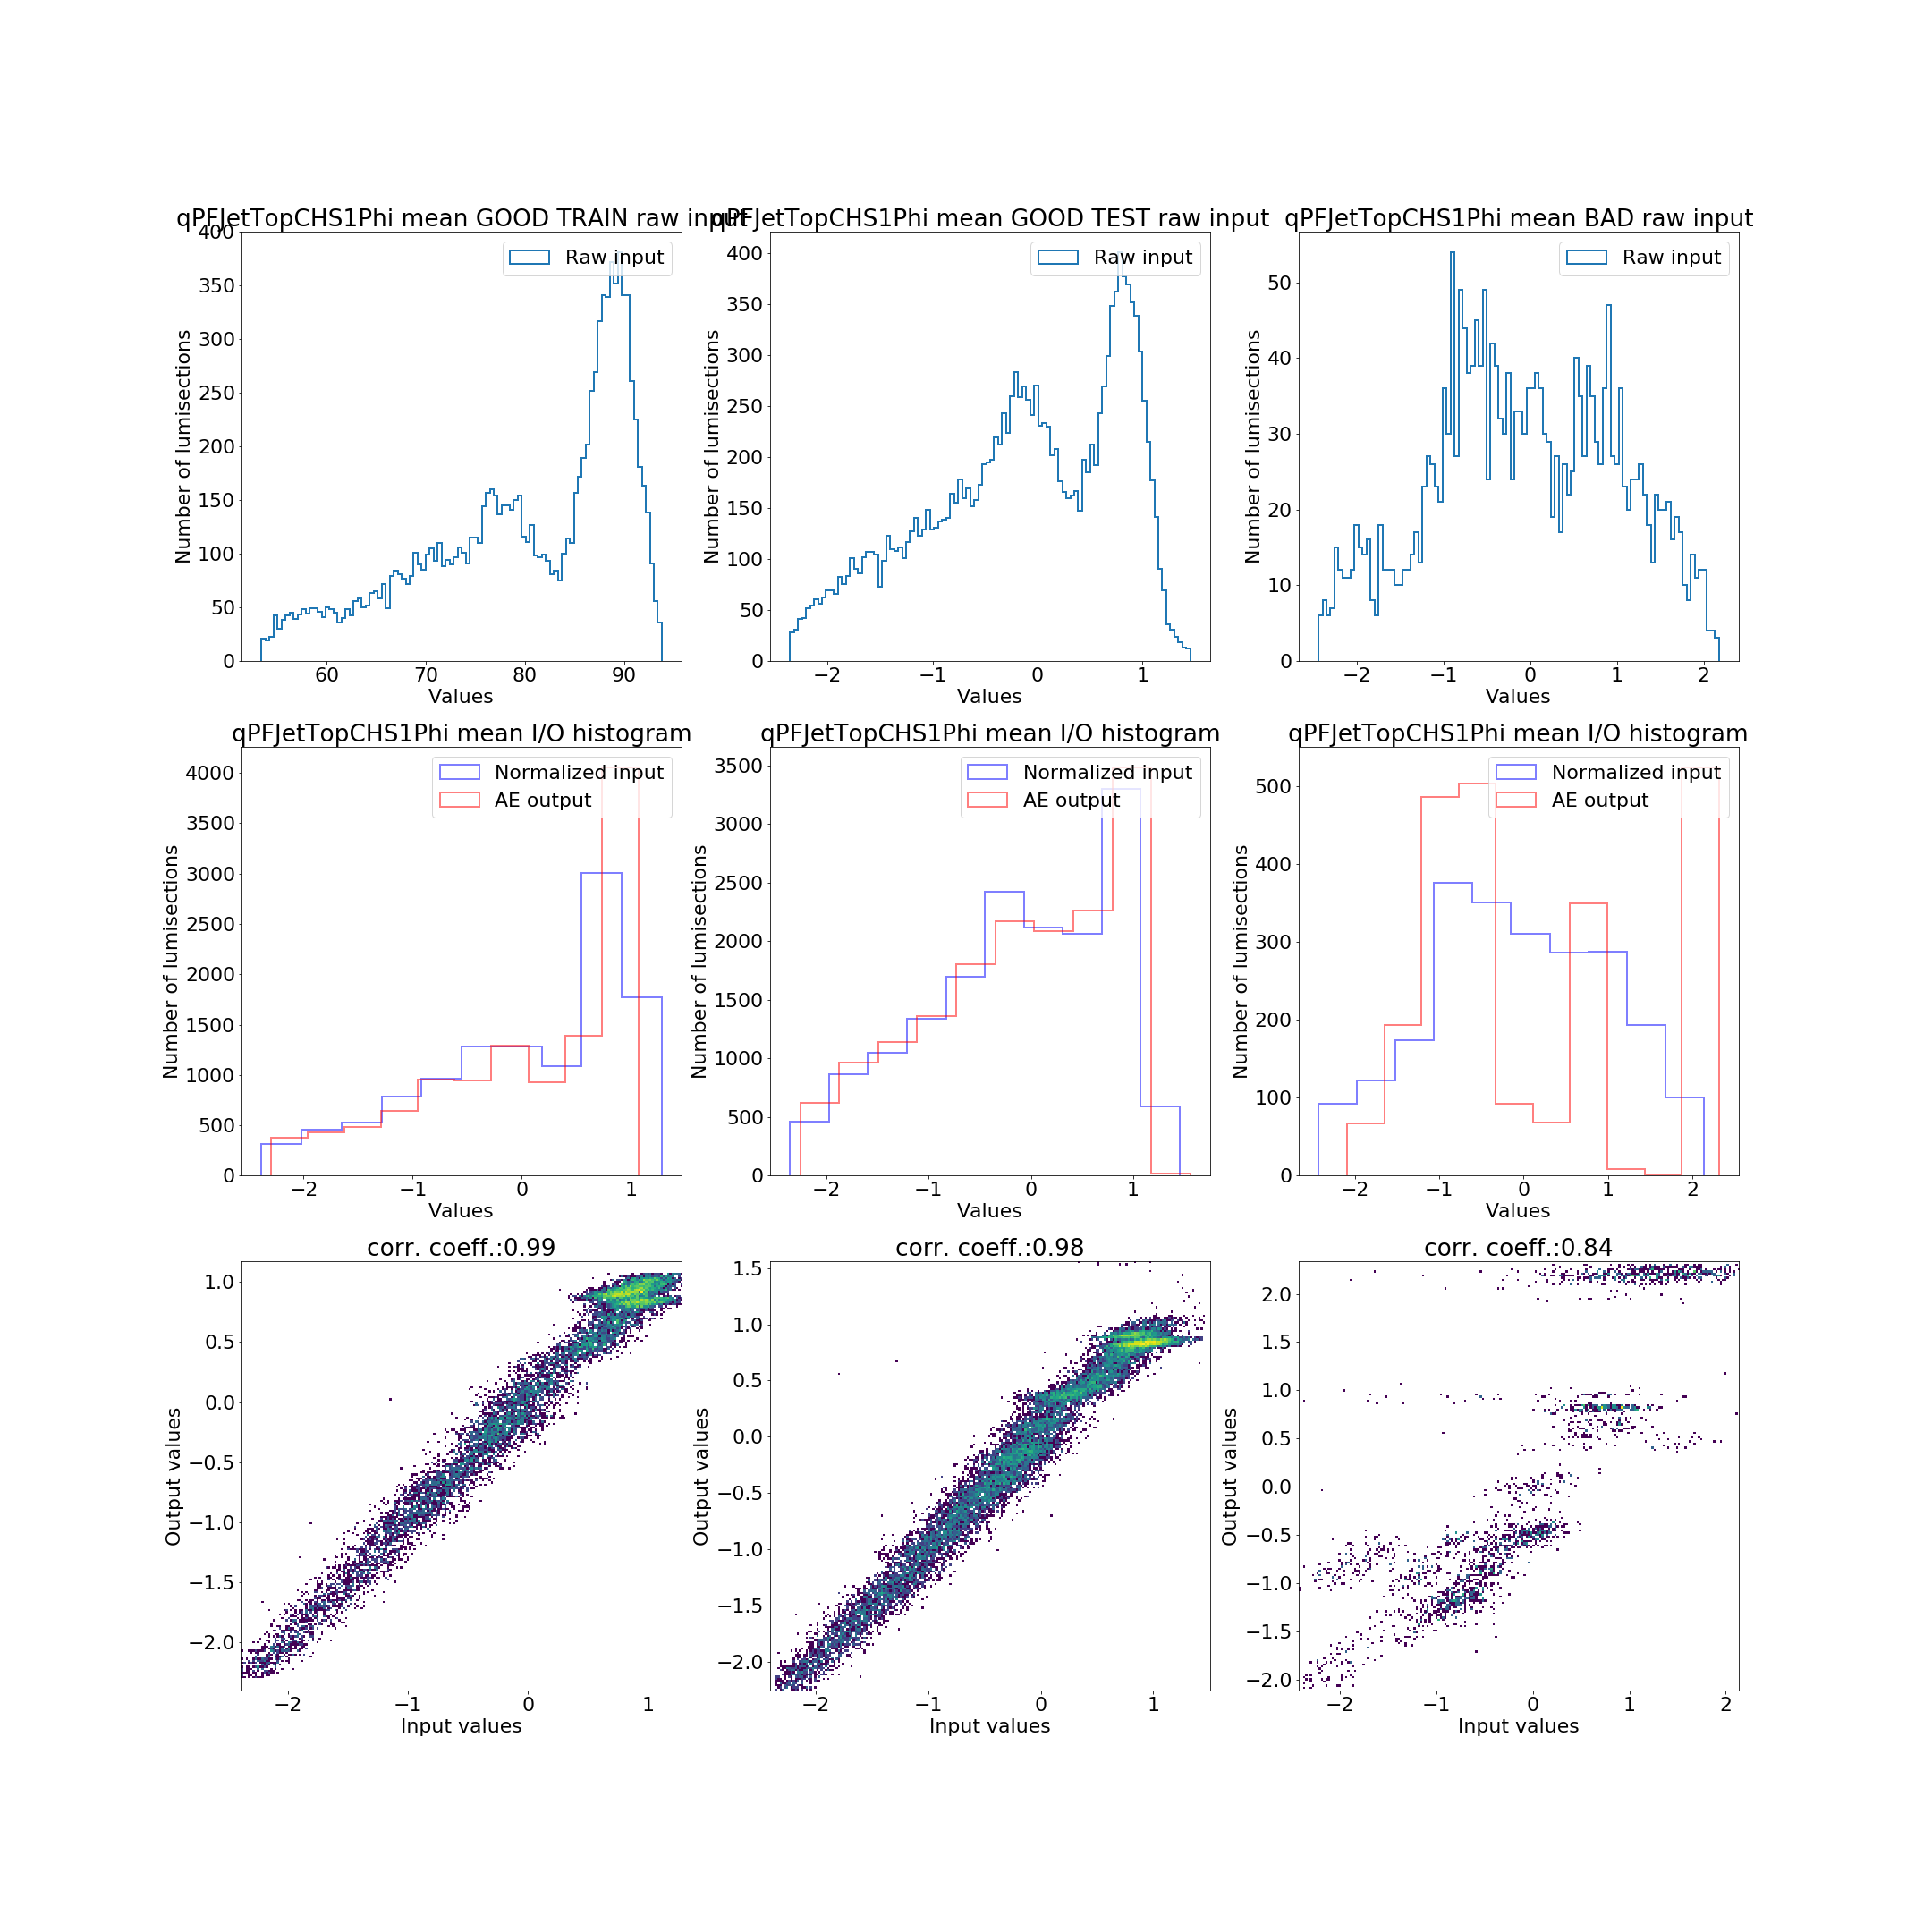 qPFJetTopCHS1Phi mean GOOD TRAIN raw input
400
350
300
250
200
150
100
50
0
Number of lumisections
Raw input
60 70 80 90
Values
qPFJetTopCHS1Phi mean GOOD TEST raw input
400
350
300
250
200
150
100
50
0
Number of lumisections
Raw input
−2 −1 0 1
Values
qPFJetTopCHS1Phi mean BAD raw input
50
40
30
20
10
0
Number of lumisections
Raw input
−2 −1 0 1 2
Values
qPFJetTopCHS1Phi mean I/O histogram
4000
3500
3000
2500
2000
1500
1000
500
0
Number of lumisections
Normalized input
AE output
−2 −1 0 1
Values
qPFJetTopCHS1Phi mean I/O histogram
3500
3000
2500
2000
1500
1000
500
0
Number of lumisections
Normalized input
AE output
−2 −1 0 1
Values
qPFJetTopCHS1Phi mean I/O histogram
500
400
300
200
100
0
Number of lumisections
Normalized input
AE output
−2 −1 0 1 2
Values
corr. coeff.:0.99
1.0
0.5
0.0
−0.5
−1.0
−1.5
−2.0
Output values
−2 −1 0 1
Input values
corr. coeff.:0.98
1.5
1.0
0.5
0.0
−0.5
−1.0
−1.5
−2.0
Output values
−2 −1 0 1
Input values
corr. coeff.:0.84
2.0
1.5
1.0
0.5
0.0
−0.5
−1.0
−1.5
−2.0
Output values
−2 −1 0 1 2
Input values